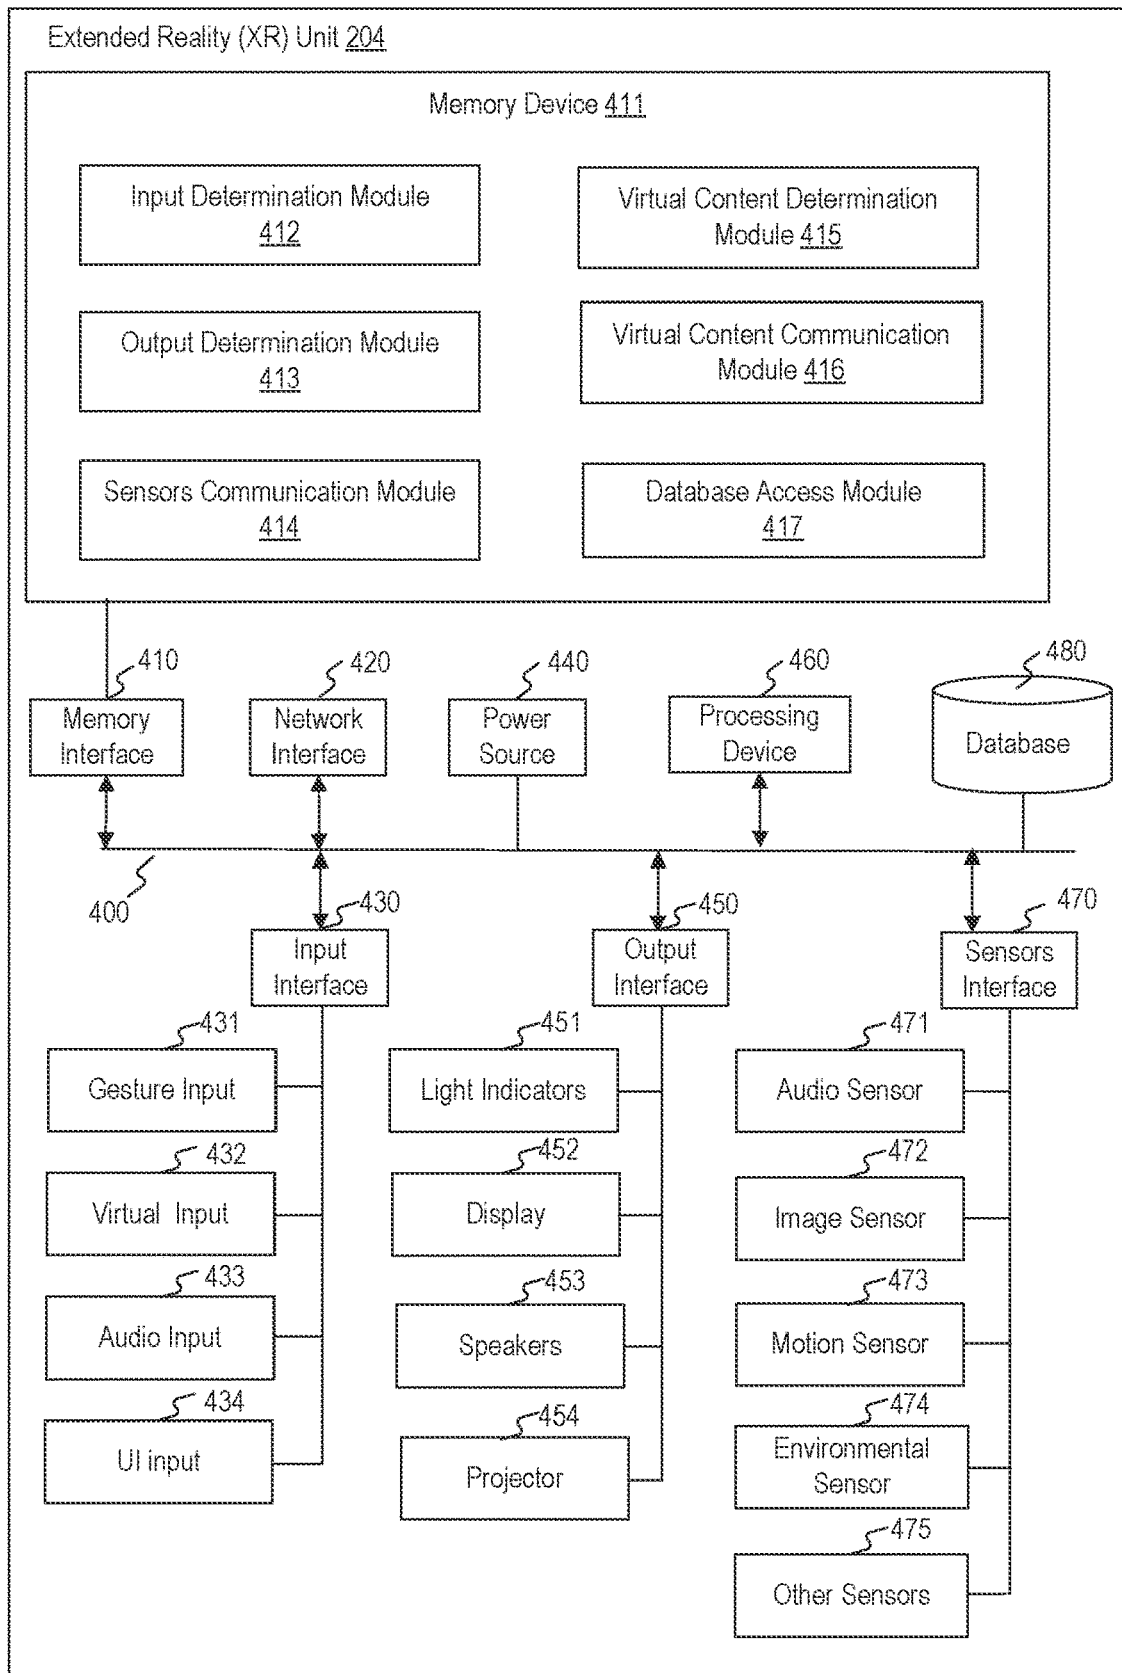 Extended Reality (XR) Unit 204
Memory Device 411
Input Determination Module
412
Virtual Content Determination
Module 415
Output Determination Module
413
Virtual Content Communication
Module 416
Sensors Communication Module
414
Database Access Module
417
410
420
440
460
480
Memory
Interface
Network
Interface
Power
Source
Processing
Device
Database
400
430
450
470
Input
Interface
Output
Interface
Sensors
Interface
431
Gesture Input
432
Virtual Input
433
Audio Input
434
UI input
451
Light Indicators
452
Display
453
Speakers
454
Projector
471
Audio Sensor
472
Image Sensor
473
Motion Sensor
474
Environmental
Sensor
475
Other Sensors